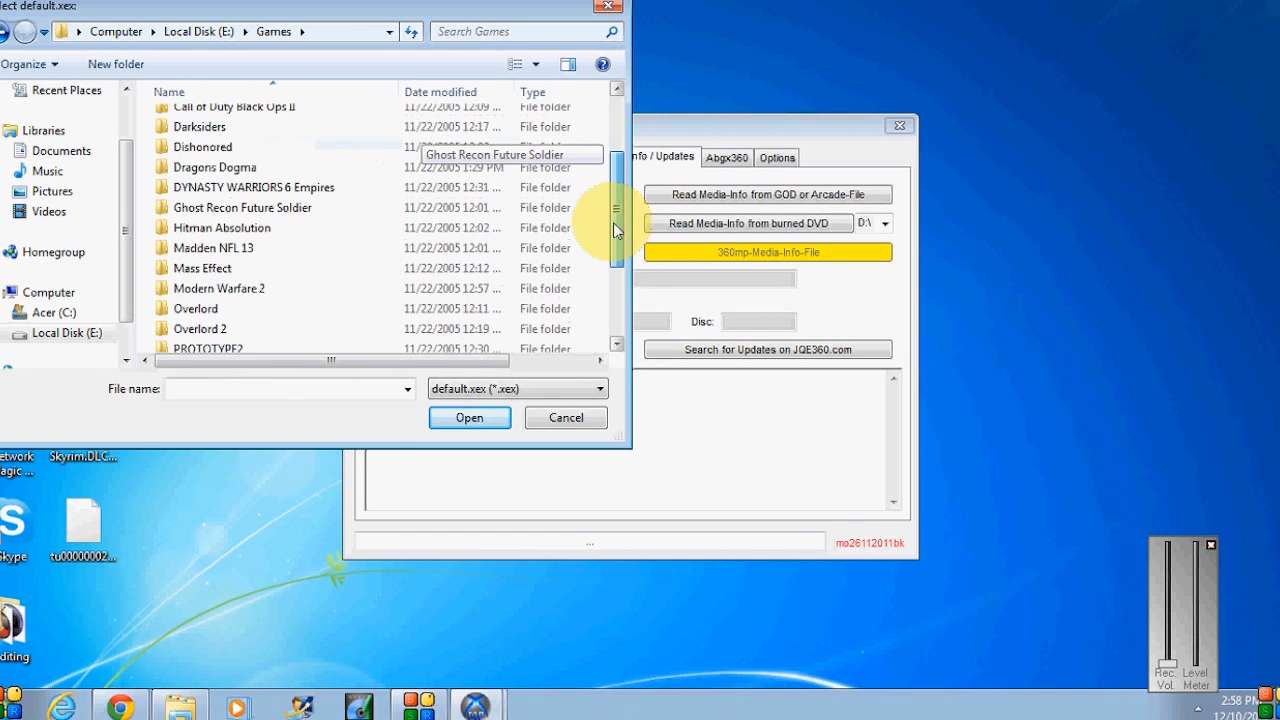 lect default.xex:
Computer Local Disk (E:) Games
Search Games
Organize
New folder
Name Date modified Type
Recent Places
Libraries
Documents
Music
Pictures
Videos
Homegroup
Computer
Acer (C:)
Local Disk (E:)
Call of Duty Black Ops II 11/22/2005 12:09 ... File folder
Darksiders 11/22/2005 12:17 ... File folder
Dishonored
Ghost Recon Future Soldier
Dragons Dogma 11/22/2005 1:29 PM File folder
DYNASTY WARRIORS 6 Empires 11/22/2005 12:31 ... File folder
Ghost Recon Future Soldier 11/22/2005 12:01 ... File folder
Hitman Absolution 11/22/2005 12:02 ... File folder
Madden NFL 13 11/22/2005 12:01 ... File folder
Mass Effect 11/22/2005 12:12 ... File folder
Modern Warfare 2 11/22/2005 12:57 ... File folder
Overlord 11/22/2005 12:11 ... File folder
Overlord 2 11/22/2005 12:19 ... File folder
PROTOTYPE2 11/22/2005 12:30 ... File folder
File name:
default.xex (*.xex)
Open
Cancel
nfo / Updates
Abgx360
Options
Read Media-Info from GOD or Arcade-File
Read Media-Info from burned DVD
D:\
360mp-Media-Info-File
Disc:
Search for Updates on JQE360.com
...
mo26112011bk
etwork
agic ...
Skyrim.DLC...
kype
tu00000002...
diting
Rec. Vol.
Level Meter
2:58 PM
12/10/20